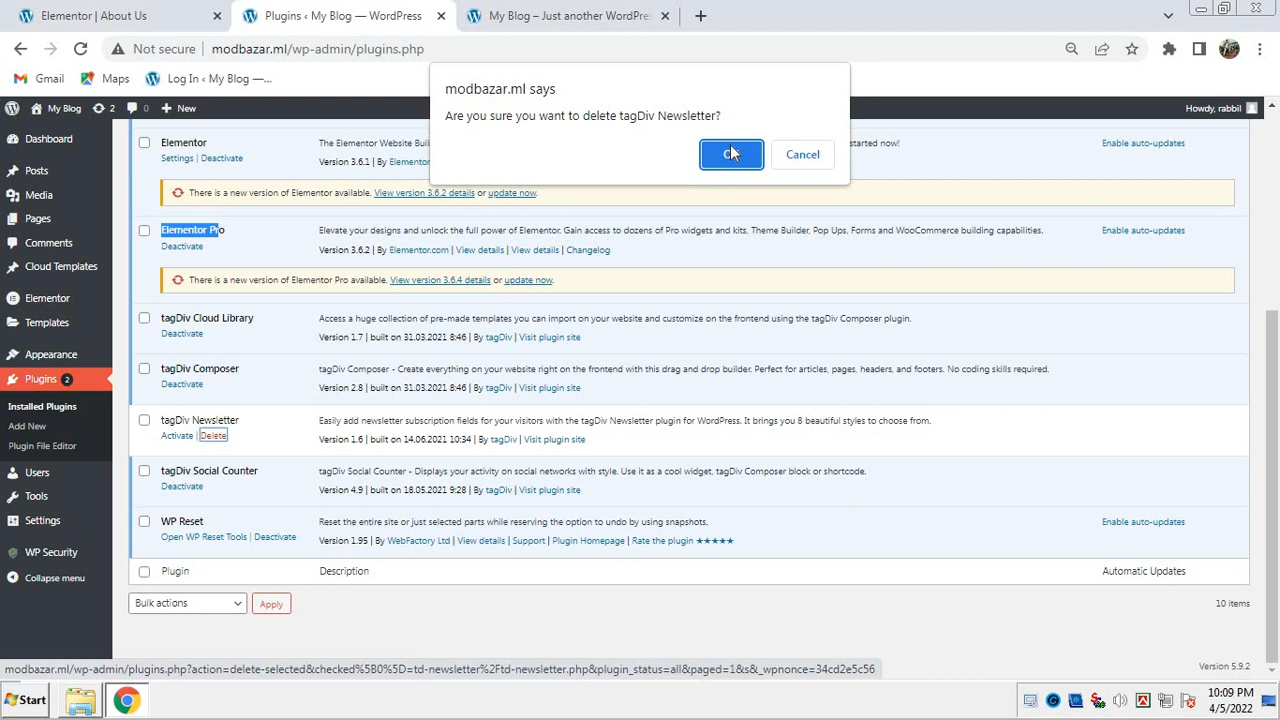 Elementor | About Us
Plugins ‹ My Blog — WordPress
My Blog – Just another WordPres
Not secure
modbazar.ml/wp-admin/plugins.php
Gmail
Maps
Log In ‹ My Blog —...
My Blog
2
0
New
Howdy, rabbil
modbazar.ml says
Are you sure you want to delete tagDiv Newsletter?
Cancel
Dashboard
Posts
Media
Pages
Comments
Cloud Templates
Elementor
Templates
Appearance
Plugins 2
Installed Plugins
Add New
Plugin File Editor
Users
Tools
Settings
WP Security
Collapse menu
Elementor
The Elementor Website Buil
started now!
Enable auto-updates
Settings | Deactivate
Version 3.6.1 | By Elementor
There is a new version of Elementor available. View version 3.6.2 details or update now.
Elementor Pro
Elevate your designs and unlock the full power of Elementor. Gain access to dozens of Pro widgets and kits, Theme Builder, Pop Ups, Forms and WooCommerce building capabilities.
Enable auto-updates
Deactivate
Version 3.6.2 | By Elementor.com | View details | View details | Changelog
There is a new version of Elementor Pro available. View version 3.6.4 details or update now.
tagDiv Cloud Library
Access a huge collection of pre-made templates you can import on your website and customize on the frontend using the tagDiv Composer plugin.
Deactivate
Version 1.7 | built on 31.03.2021 8:46 | By tagDiv | Visit plugin site
tagDiv Composer
tagDiv Composer - Create everything on your website right on the frontend with this drag and drop builder. Perfect for articles, pages, headers, and footers. No coding skills required.
Deactivate
Version 2.8 | built on 31.03.2021 8:46 | By tagDiv | Visit plugin site
tagDiv Newsletter
Easily add newsletter subscription fields for your visitors with the tagDiv Newsletter plugin for WordPress. It brings you 8 beautiful styles to choose from.
Activate | Delete
Version 1.6 | built on 14.06.2021 10:34 | By tagDiv | Visit plugin site
tagDiv Social Counter
tagDiv Social Counter - Displays your activity on social networks with style. Use it as a cool widget, tagDiv Composer block or shortcode.
Deactivate
Version 4.9 | built on 18.05.2021 9:28 | By tagDiv | Visit plugin site
WP Reset
Reset the entire site or just selected parts while reserving the option to undo by using snapshots.
Enable auto-updates
Open WP Reset Tools | Deactivate
Version 1.95 | By WebFactory Ltd | View details | Support | Plugin Homepage | Rate the plugin ★★★★★
Plugin
Description
Automatic Updates
Bulk actions
Apply
10 items
modbazar.ml/wp-admin/plugins.php?action=delete-selected&checked%5B0%5D=td-newsletter%2Ftd-newsletter.php&plugin_status=all&paged=1&s&_wpnonce=34cd2e5c56
Version 5.9.2
Start
10:09 PM
4/5/2022